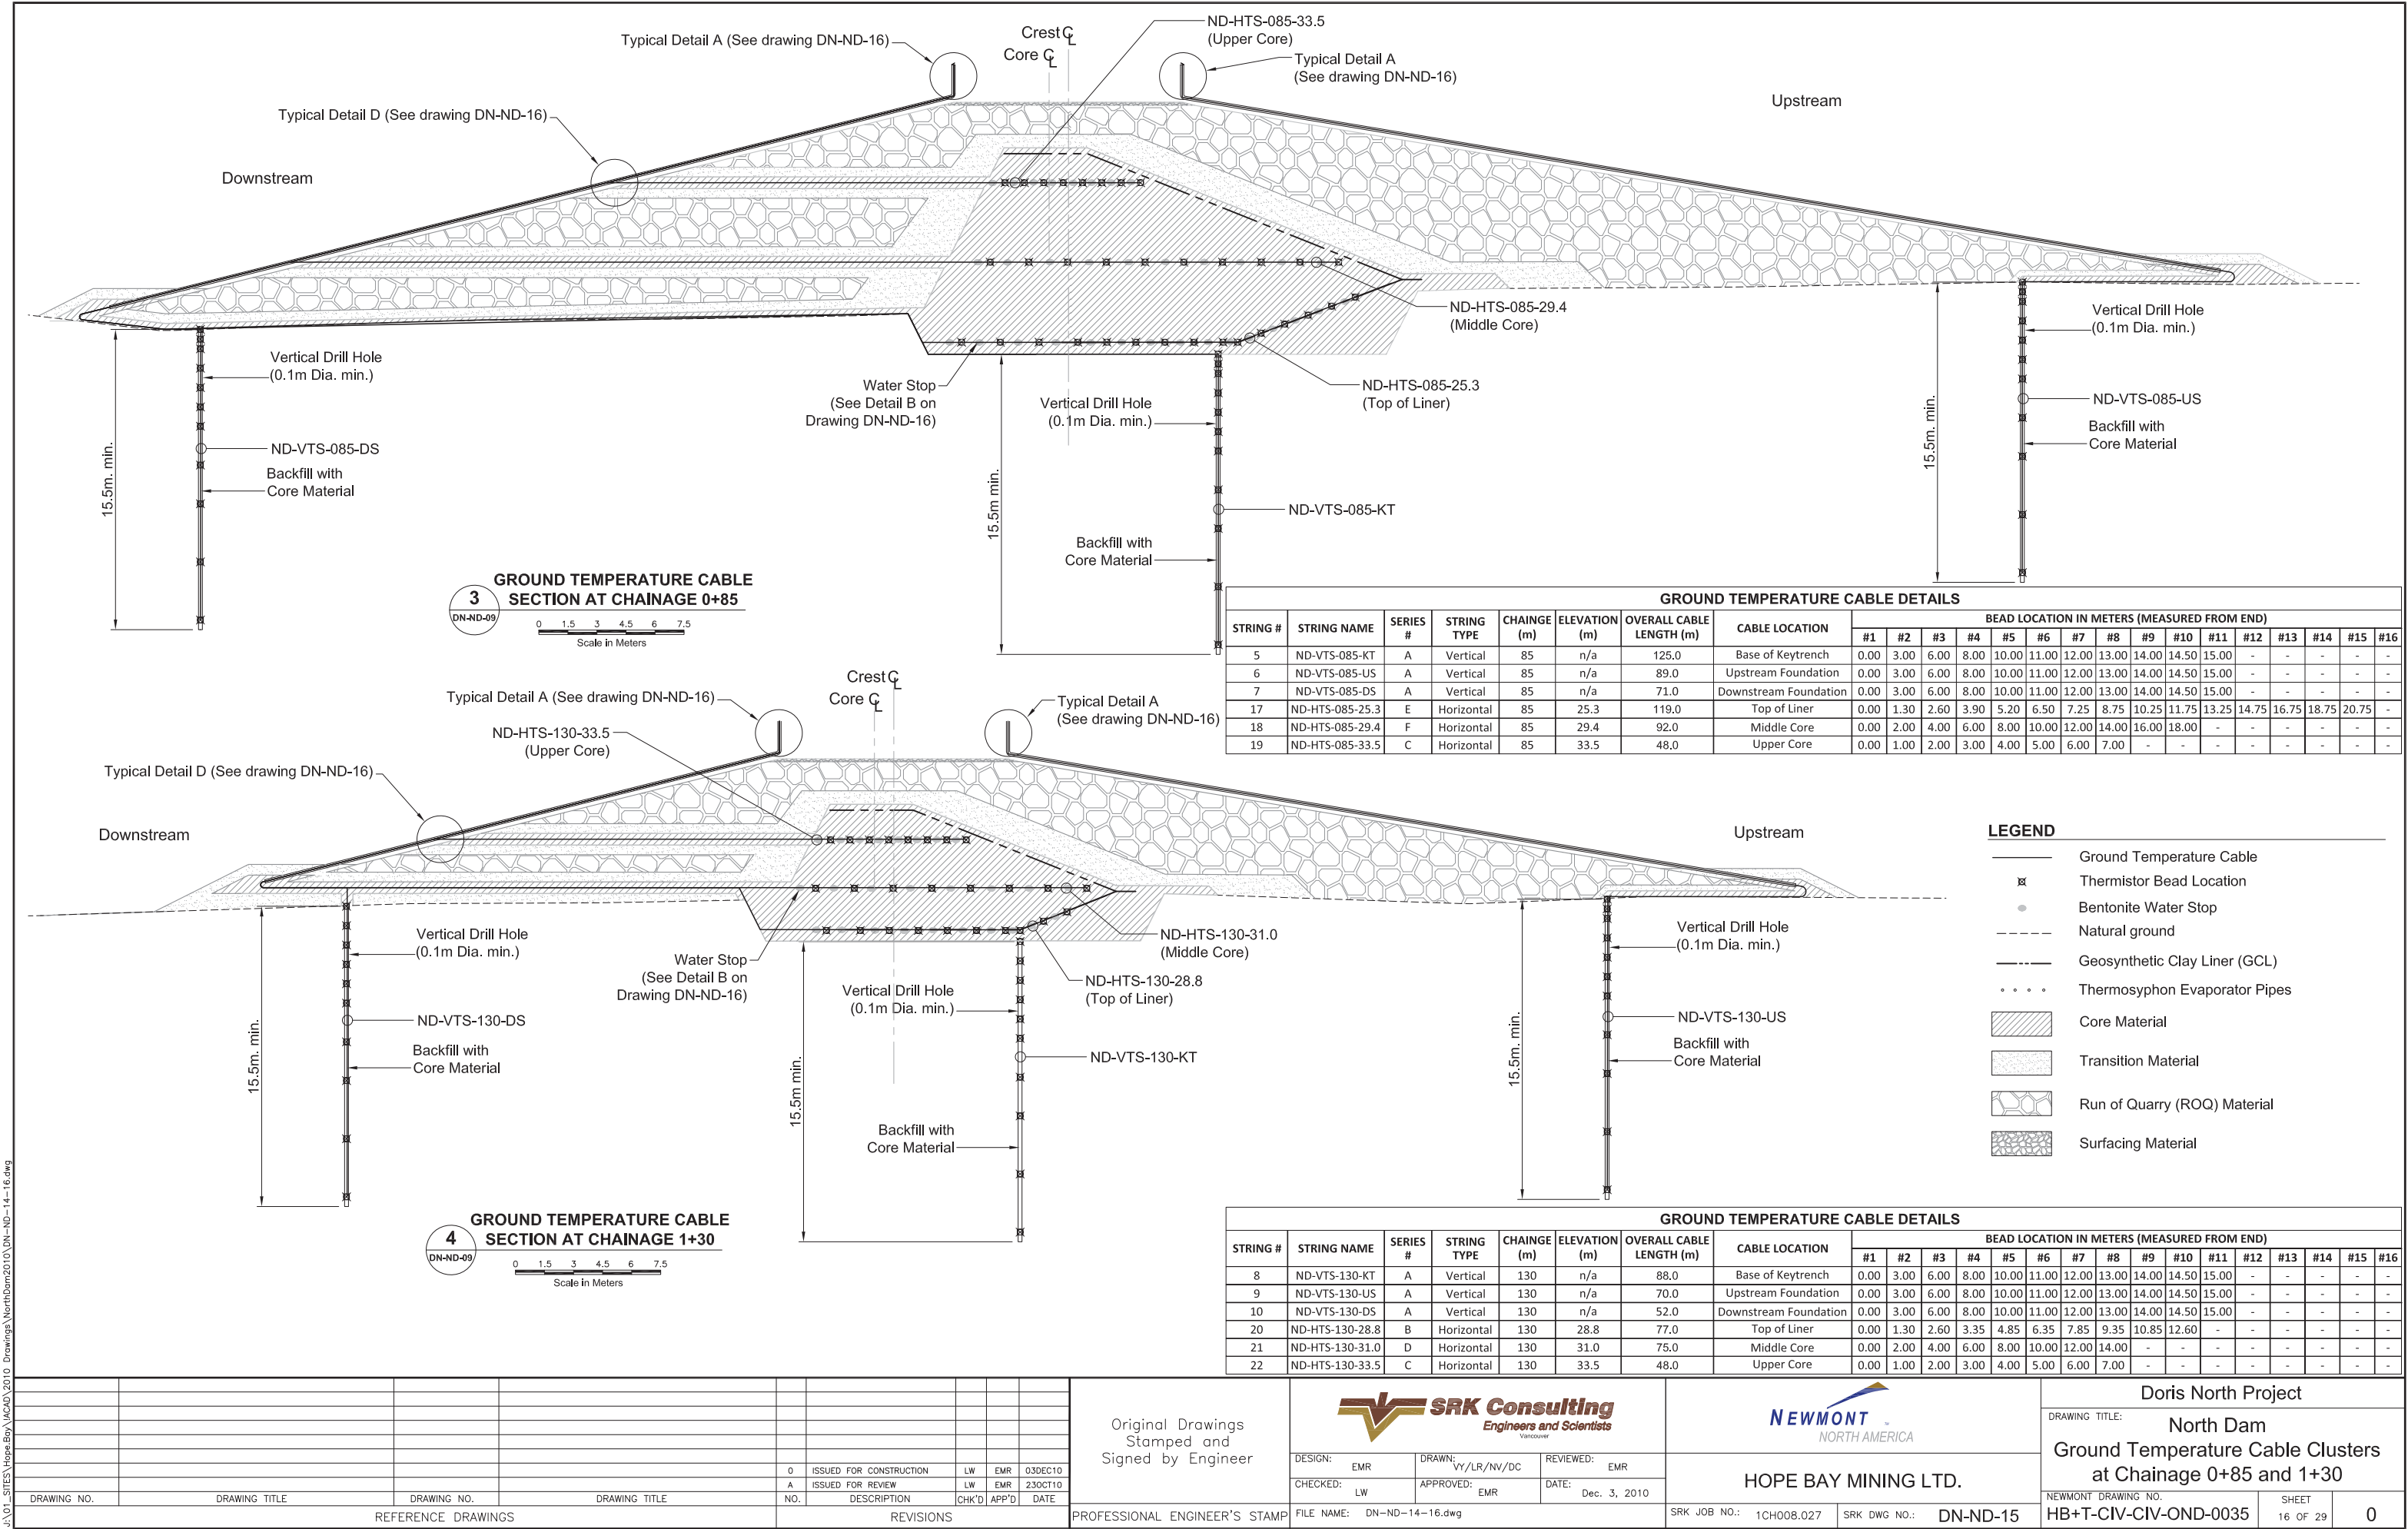 ND-HTS-085-33.5
(Upper Core)
Crest CL
Core CL
Typical Detail A (See drawing DN-ND-16)
Typical Detail A
(See drawing DN-ND-16)
Upstream
Typical Detail D (See drawing DN-ND-16)
Downstream
ND-HTS-085-29.4
(Middle Core)
Vertical Drill Hole
(0.1m Dia. min.)
Vertical Drill Hole
(0.1m Dia. min.)
Water Stop
(See Detail B on
Drawing DN-ND-16)
Vertical Drill Hole
(0.1m Dia. min.)
ND-HTS-085-25.3
(Top of Liner)
ND-VTS-085-US
Backfill with
Core Material
15.5m. min.
ND-VTS-085-DS
Backfill with
Core Material
15.5m. min.
15.5m min.
ND-VTS-085-KT
Backfill with
Core Material
3
DN-ND-09
GROUND TEMPERATURE CABLE
SECTION AT CHAINAGE 0+85
0 1.5 3 4.5 6 7.5
Scale in Meters
GROUND TEMPERATURE CABLE DETAILS
STRING # STRING NAME SERIES # STRING TYPE CHAINGE (m) ELEVATION (m) OVERALL CABLE LENGTH (m) CABLE LOCATION BEAD LOCATION IN METERS (MEASURED FROM END)
#1 #2 #3 #4 #5 #6 #7 #8 #9 #10 #11 #12 #13 #14 #15 #16
5 ND-VTS-085-KT A Vertical 85 n/a 125.0 Base of Keytrench 0.00 3.00 6.00 8.00 10.00 11.00 12.00 13.00 14.00 14.50 15.00 - - - - -
6 ND-VTS-085-US A Vertical 85 n/a 89.0 Upstream Foundation 0.00 3.00 6.00 8.00 10.00 11.00 12.00 13.00 14.00 14.50 15.00 - - - - -
7 ND-VTS-085-DS A Vertical 85 n/a 71.0 Downstream Foundation 0.00 3.00 6.00 8.00 10.00 11.00 12.00 13.00 14.00 14.50 15.00 - - - - -
17 ND-HTS-085-25.3 E Horizontal 85 25.3 119.0 Top of Liner 0.00 1.30 2.60 3.90 5.20 6.50 7.25 8.75 10.25 11.75 13.25 14.75 16.75 18.75 20.75 -
18 ND-HTS-085-29.4 F Horizontal 85 29.4 92.0 Middle Core 0.00 2.00 4.00 6.00 8.00 10.00 12.00 14.00 16.00 18.00 - - - - - -
19 ND-HTS-085-33.5 C Horizontal 85 33.5 48.0 Upper Core 0.00 1.00 2.00 3.00 4.00 5.00 6.00 7.00 - - - - - - - -
Crest CL
Core CL
Typical Detail A (See drawing DN-ND-16)
Typical Detail A
(See drawing DN-ND-16)
ND-HTS-130-33.5
(Upper Core)
Typical Detail D (See drawing DN-ND-16)
Downstream
Upstream
Vertical Drill Hole
(0.1m Dia. min.)
Water Stop
(See Detail B on
Drawing DN-ND-16)
Vertical Drill Hole
(0.1m Dia. min.)
ND-HTS-130-31.0
(Middle Core)
ND-HTS-130-28.8
(Top of Liner)
Vertical Drill Hole
(0.1m Dia. min.)
ND-VTS-130-DS
Backfill with
Core Material
15.5m. min.
15.5m min.
ND-VTS-130-KT
Backfill with
Core Material
ND-VTS-130-US
Backfill with
Core Material
15.5m. min.
LEGEND
Ground Temperature Cable
Thermistor Bead Location
Bentonite Water Stop
Natural ground
Geosynthetic Clay Liner (GCL)
Thermosyphon Evaporator Pipes
Core Material
Transition Material
Run of Quarry (ROQ) Material
Surfacing Material
4
DN-ND-09
GROUND TEMPERATURE CABLE
SECTION AT CHAINAGE 1+30
0 1.5 3 4.5 6 7.5
Scale in Meters
GROUND TEMPERATURE CABLE DETAILS
STRING # STRING NAME SERIES # STRING TYPE CHAINGE (m) ELEVATION (m) OVERALL CABLE LENGTH (m) CABLE LOCATION BEAD LOCATION IN METERS (MEASURED FROM END)
#1 #2 #3 #4 #5 #6 #7 #8 #9 #10 #11 #12 #13 #14 #15 #16
8 ND-VTS-130-KT A Vertical 130 n/a 88.0 Base of Keytrench 0.00 3.00 6.00 8.00 10.00 11.00 12.00 13.00 14.00 14.50 15.00 - - - - -
9 ND-VTS-130-US A Vertical 130 n/a 70.0 Upstream Foundation 0.00 3.00 6.00 8.00 10.00 11.00 12.00 13.00 14.00 14.50 15.00 - - - - -
10 ND-VTS-130-DS A Vertical 130 n/a 52.0 Downstream Foundation 0.00 3.00 6.00 8.00 10.00 11.00 12.00 13.00 14.00 14.50 15.00 - - - - -
20 ND-HTS-130-28.8 B Horizontal 130 28.8 77.0 Top of Liner 0.00 1.30 2.60 3.35 4.85 6.35 7.85 9.35 10.85 12.60 - - - - - -
21 ND-HTS-130-31.0 D Horizontal 130 31.0 75.0 Middle Core 0.00 2.00 4.00 6.00 8.00 10.00 12.00 14.00 - - - - - - - -
22 ND-HTS-130-33.5 C Horizontal 130 33.5 48.0 Upper Core 0.00 1.00 2.00 3.00 4.00 5.00 6.00 7.00 - - - - - - - -
J:\01_SITES\Hope.Bay\!ACAD\2010 Drawings\NorthDam2010\DN-ND-14-16.dwg
0 ISSUED FOR CONSTRUCTION LW EMR 03DEC10
A ISSUED FOR REVIEW LW EMR 23OCT10
DRAWING NO. DRAWING TITLE DRAWING NO. DRAWING TITLE NO. DESCRIPTION CHK'D APP'D DATE
REFERENCE DRAWINGS REVISIONS
Original Drawings
Stamped and
Signed by Engineer
PROFESSIONAL ENGINEER'S STAMP
SRK Consulting
Engineers and Scientists
Vancouver
DESIGN: EMR DRAWN: VY/LR/NV/DC REVIEWED: EMR
CHECKED: LW APPROVED: EMR DATE: Dec. 3, 2010
FILE NAME: DN-ND-14-16.dwg
NEWMONT
NORTH AMERICA
HOPE BAY MINING LTD.
SRK JOB NO.: 1CH008.027 SRK DWG NO.: DN-ND-15
Doris North Project
DRAWING TITLE:
North Dam
Ground Temperature Cable Clusters
at Chainage 0+85 and 1+30
NEWMONT DRAWING NO. HB+T-CIV-CIV-OND-0035
SHEET 16 OF 29
0